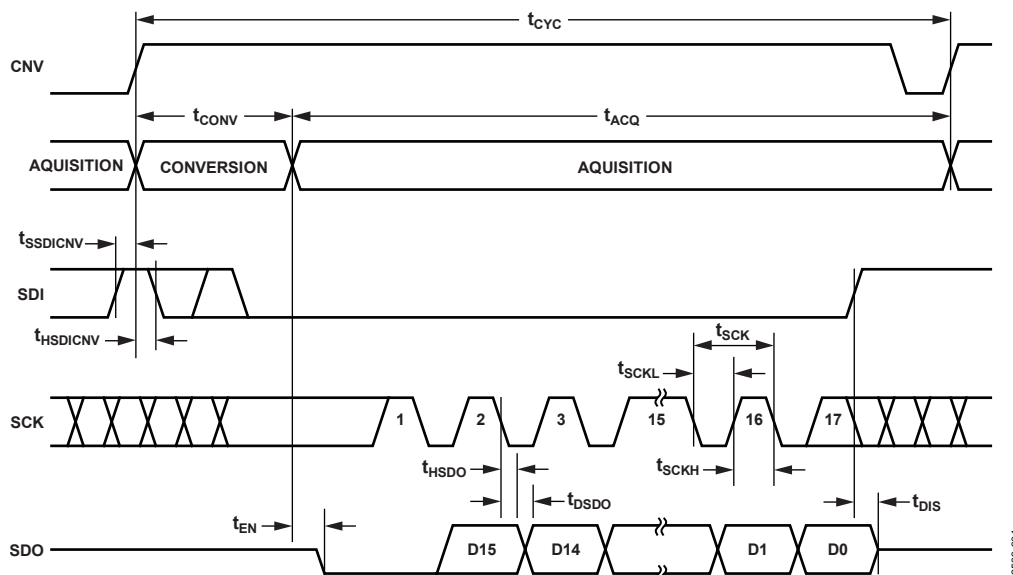 tCYC
CNV
tCONV
tACQ
AQUISITION
CONVERSION
AQUISITION
tSSDICNV
SDI
tHSDICNV
tSCK
tSCKL
SCK
1
2
3
15
16
17
tHSDO
tSCKH
tDSDO
tDIS
tEN
SDO
D15
D14
D1
D0